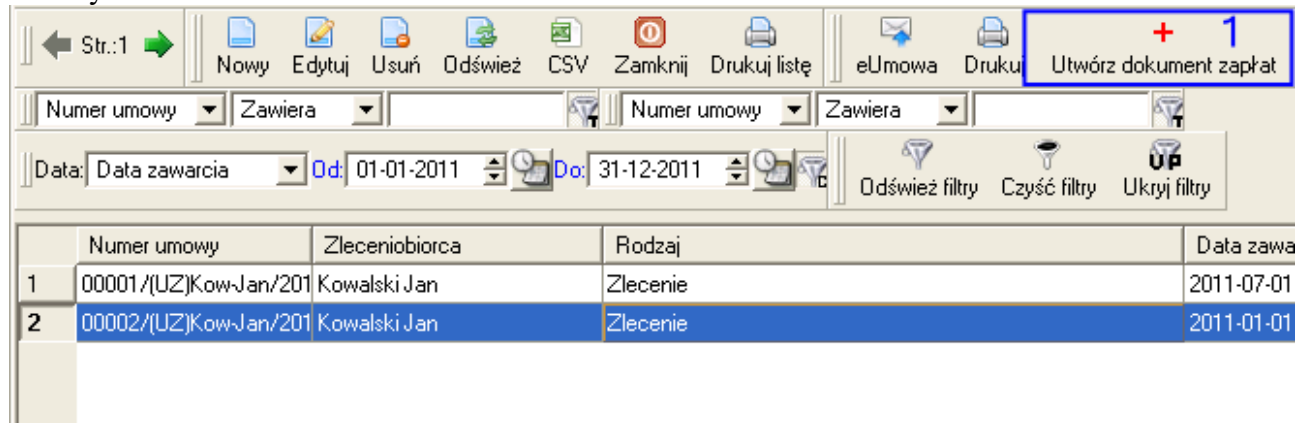 Str.:1 Nowy Edytuj Usuń Odśwież CSV Zamknij Drukuj listę eUmowa Drukuj Utwórz dokument zapłat 1
Numer umowy Zawiera Numer umowy Zawiera
Data: Data zawarcia Od: 01-01-2011 Do: 31-12-2011 Odśwież filtry Czyść filtry UP Ukryj filtry
Numer umowy Zleceniobiorca Rodzaj Data zawa
1 00001/(UZ)Kow-Jan/201 Kowalski Jan Zlecenie 2011-07-01
2 00002/(UZ)Kow-Jan/201 Kowalski Jan Zlecenie 2011-01-01